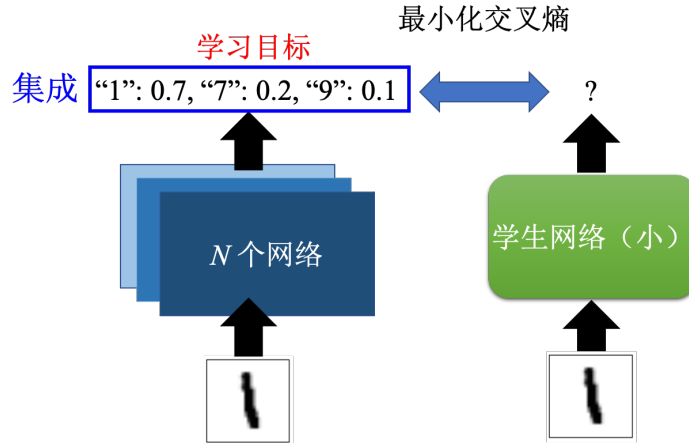 最小化交叉熵
学习目标
集成 “1”: 0.7, “7”: 0.2, “9”: 0.1 ?
N 个网络
学生网络（小）